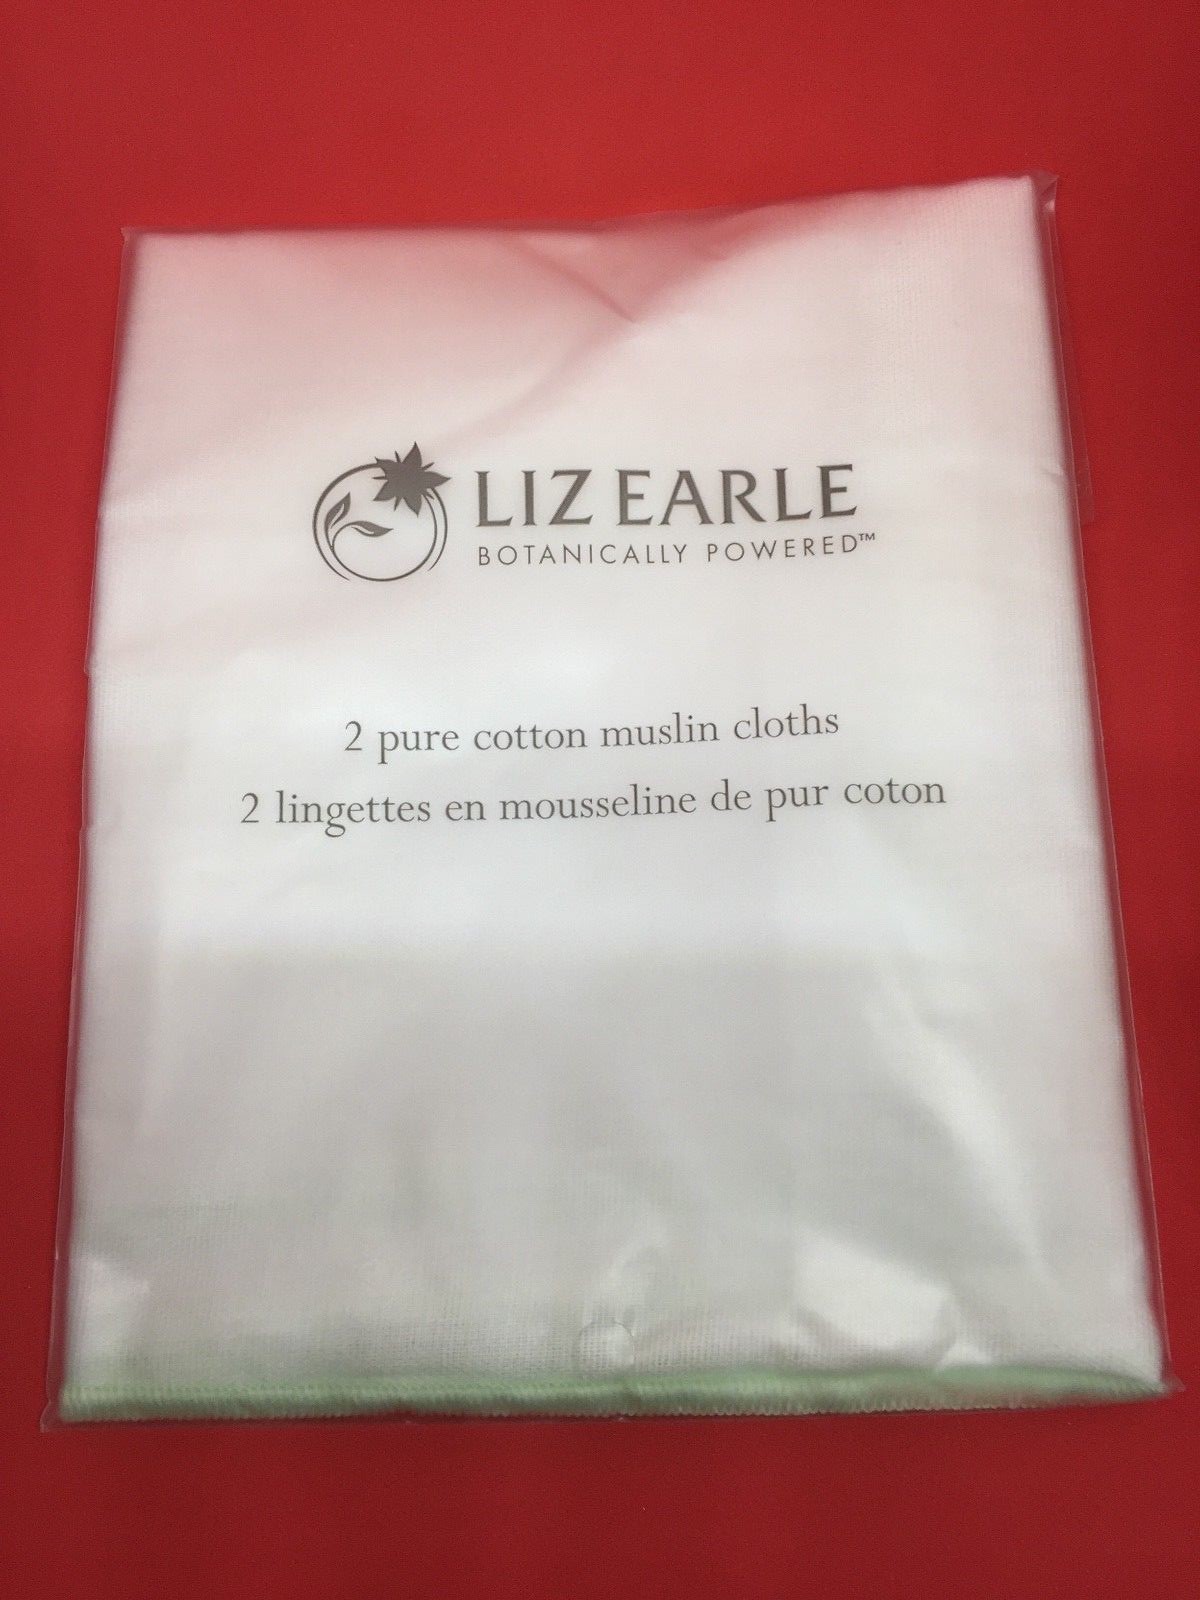 LIZ EARLE
BOTANICALLY POWERED™
2 pure cotton muslin cloths
2 lingettes en mousseline de pur coton